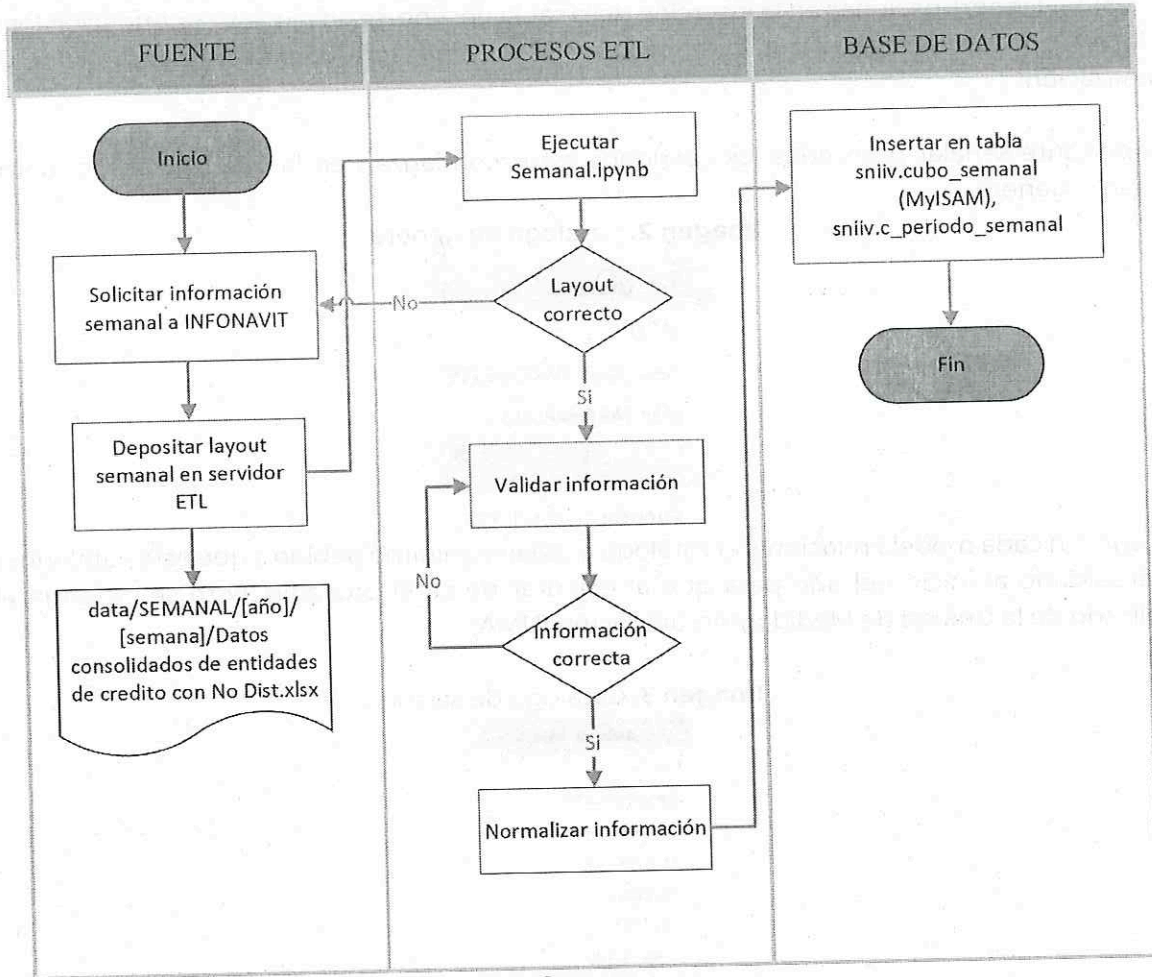 FUENTE
PROCESOS ETL
BASE DE DATOS
Inicio
Solicitar información
semanal a INFONAVIT
Depositar layout
semanal en servidor
ETL
data/SEMANAL/[año]/
[semana]/Datos
consolidados de entidades
de credito con No Dist.xlsx
Ejecutar
Semanal.ipynb
Layout
correcto
No
Si
Validar información
No
Información
correcta
Si
Normalizar información
Insertar en tabla
sniiv.cubo_semanal
(MyISAM),
sniiv.c_periodo_semanal
Fin